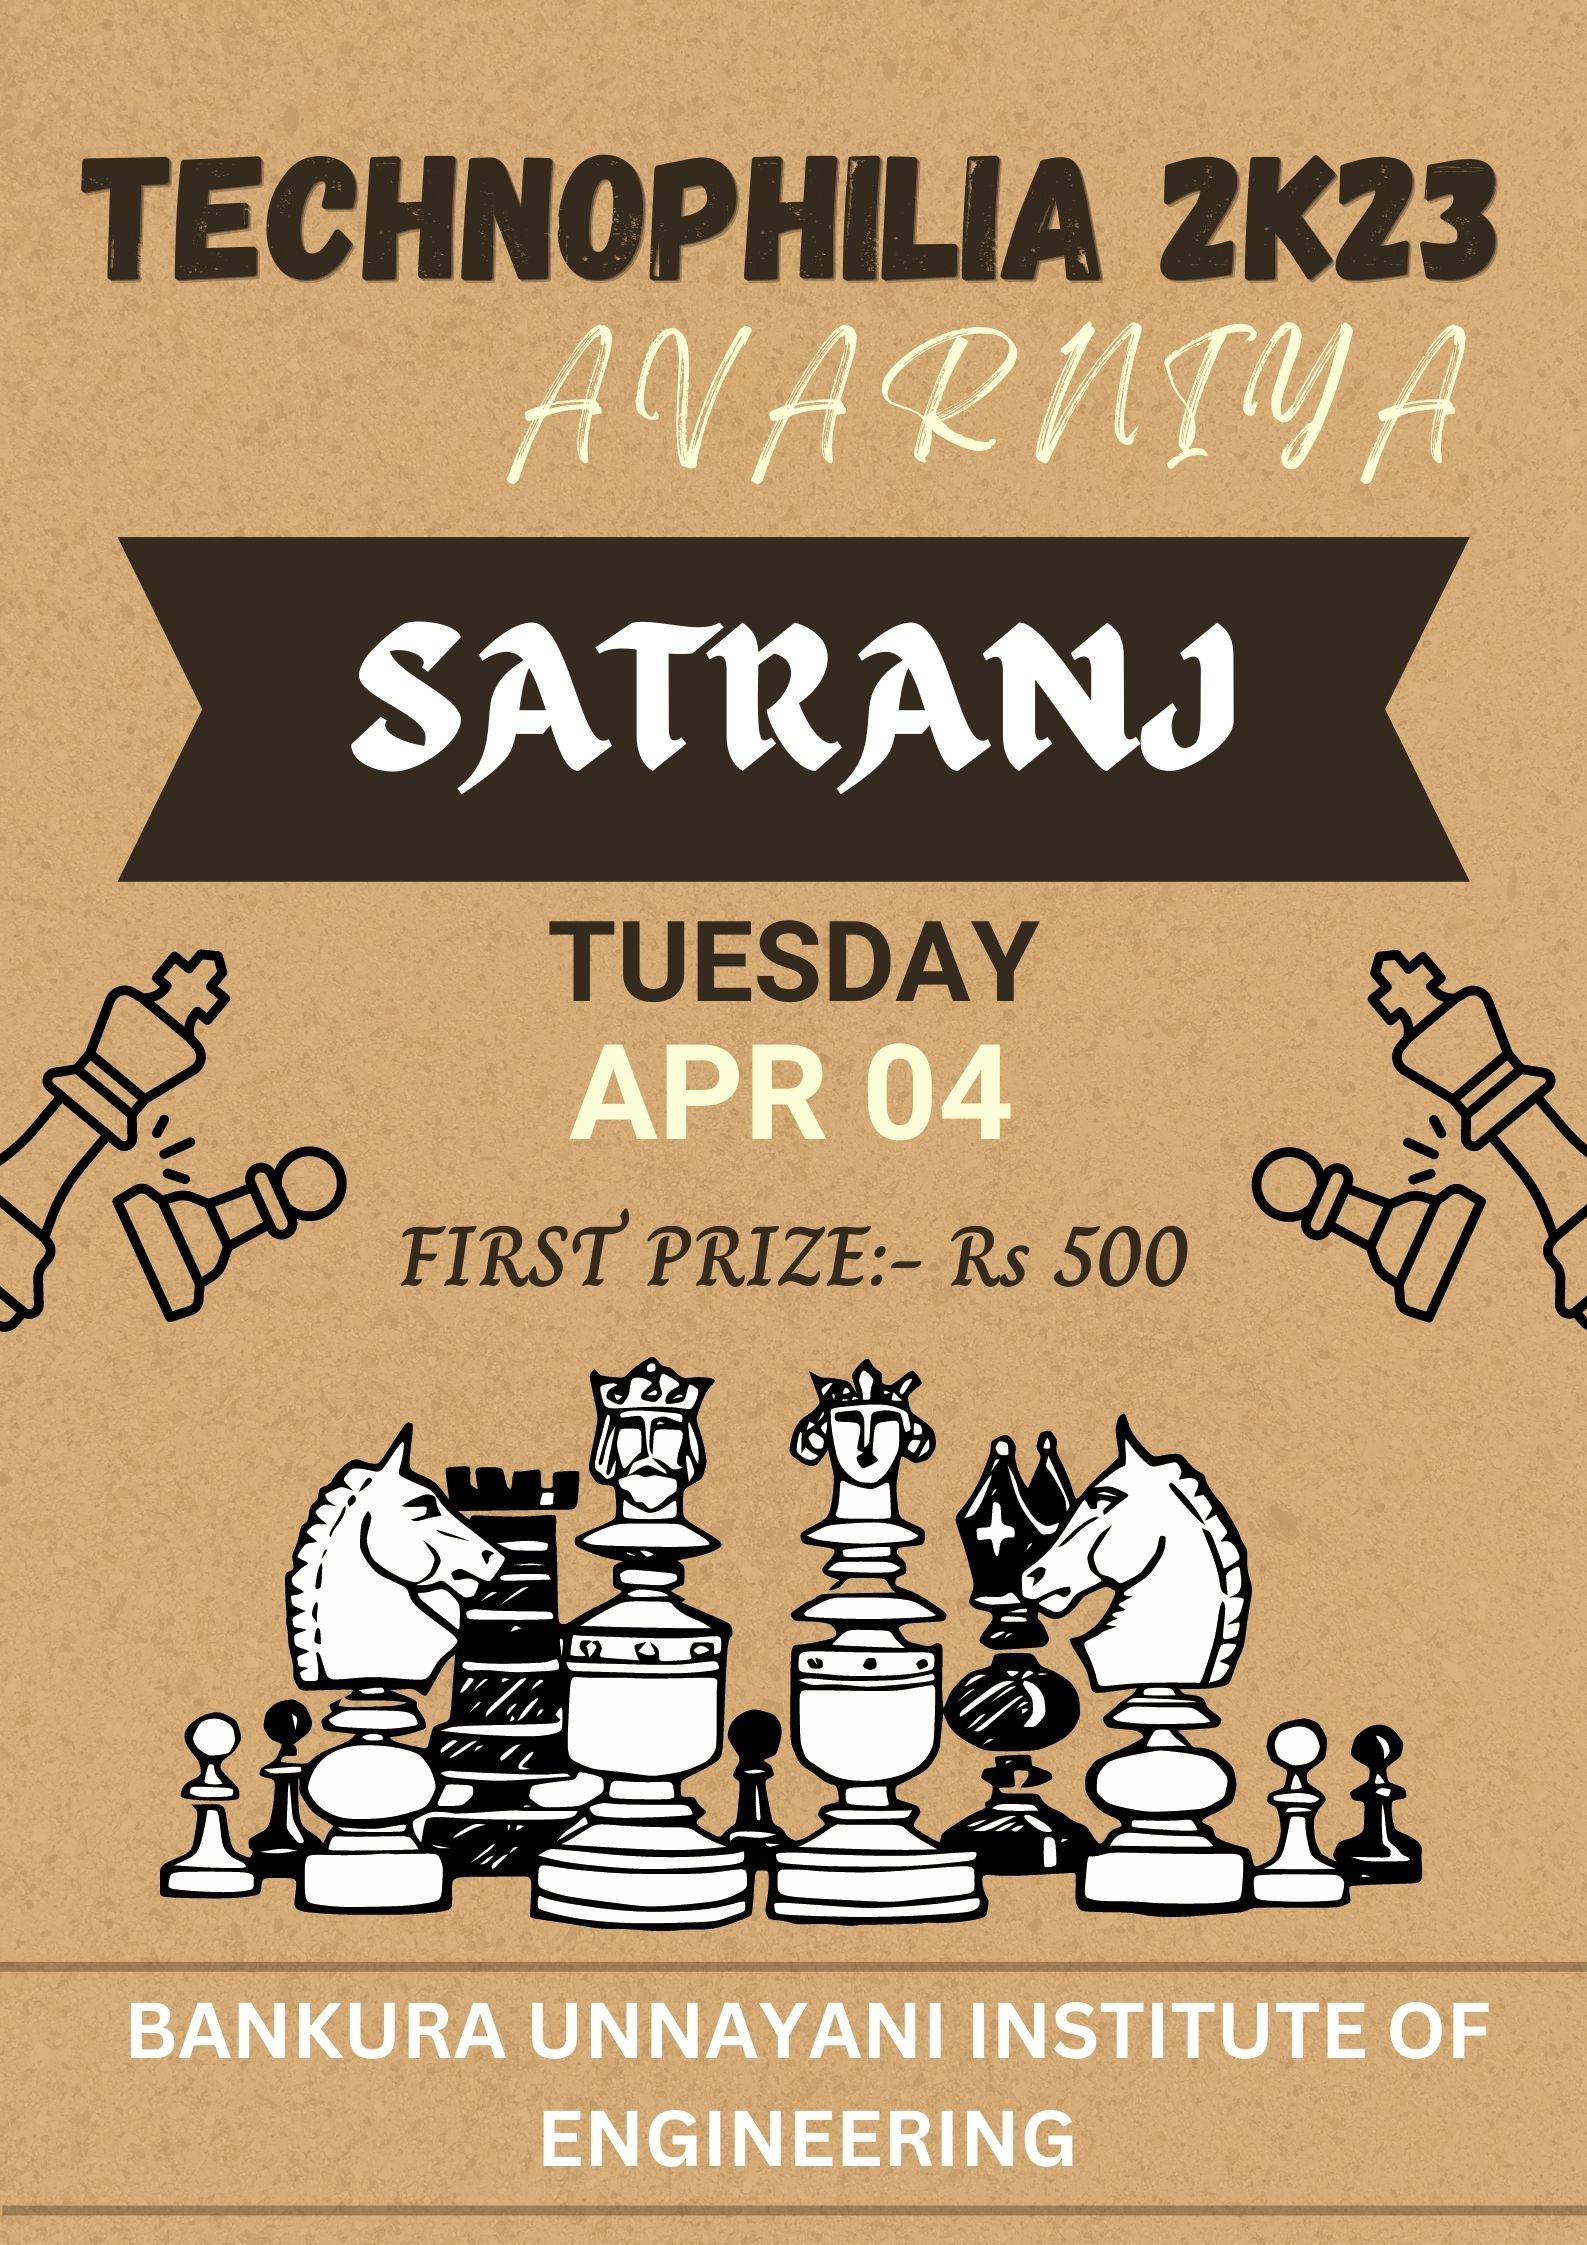 TECHNOPHILIA 2K23
AVARNIYA
SATRANJ
TUESDAY
APR 04
FIRST PRIZE:- Rs 500
BANKURA UNNAYANI INSTITUTE OF
ENGINEERING